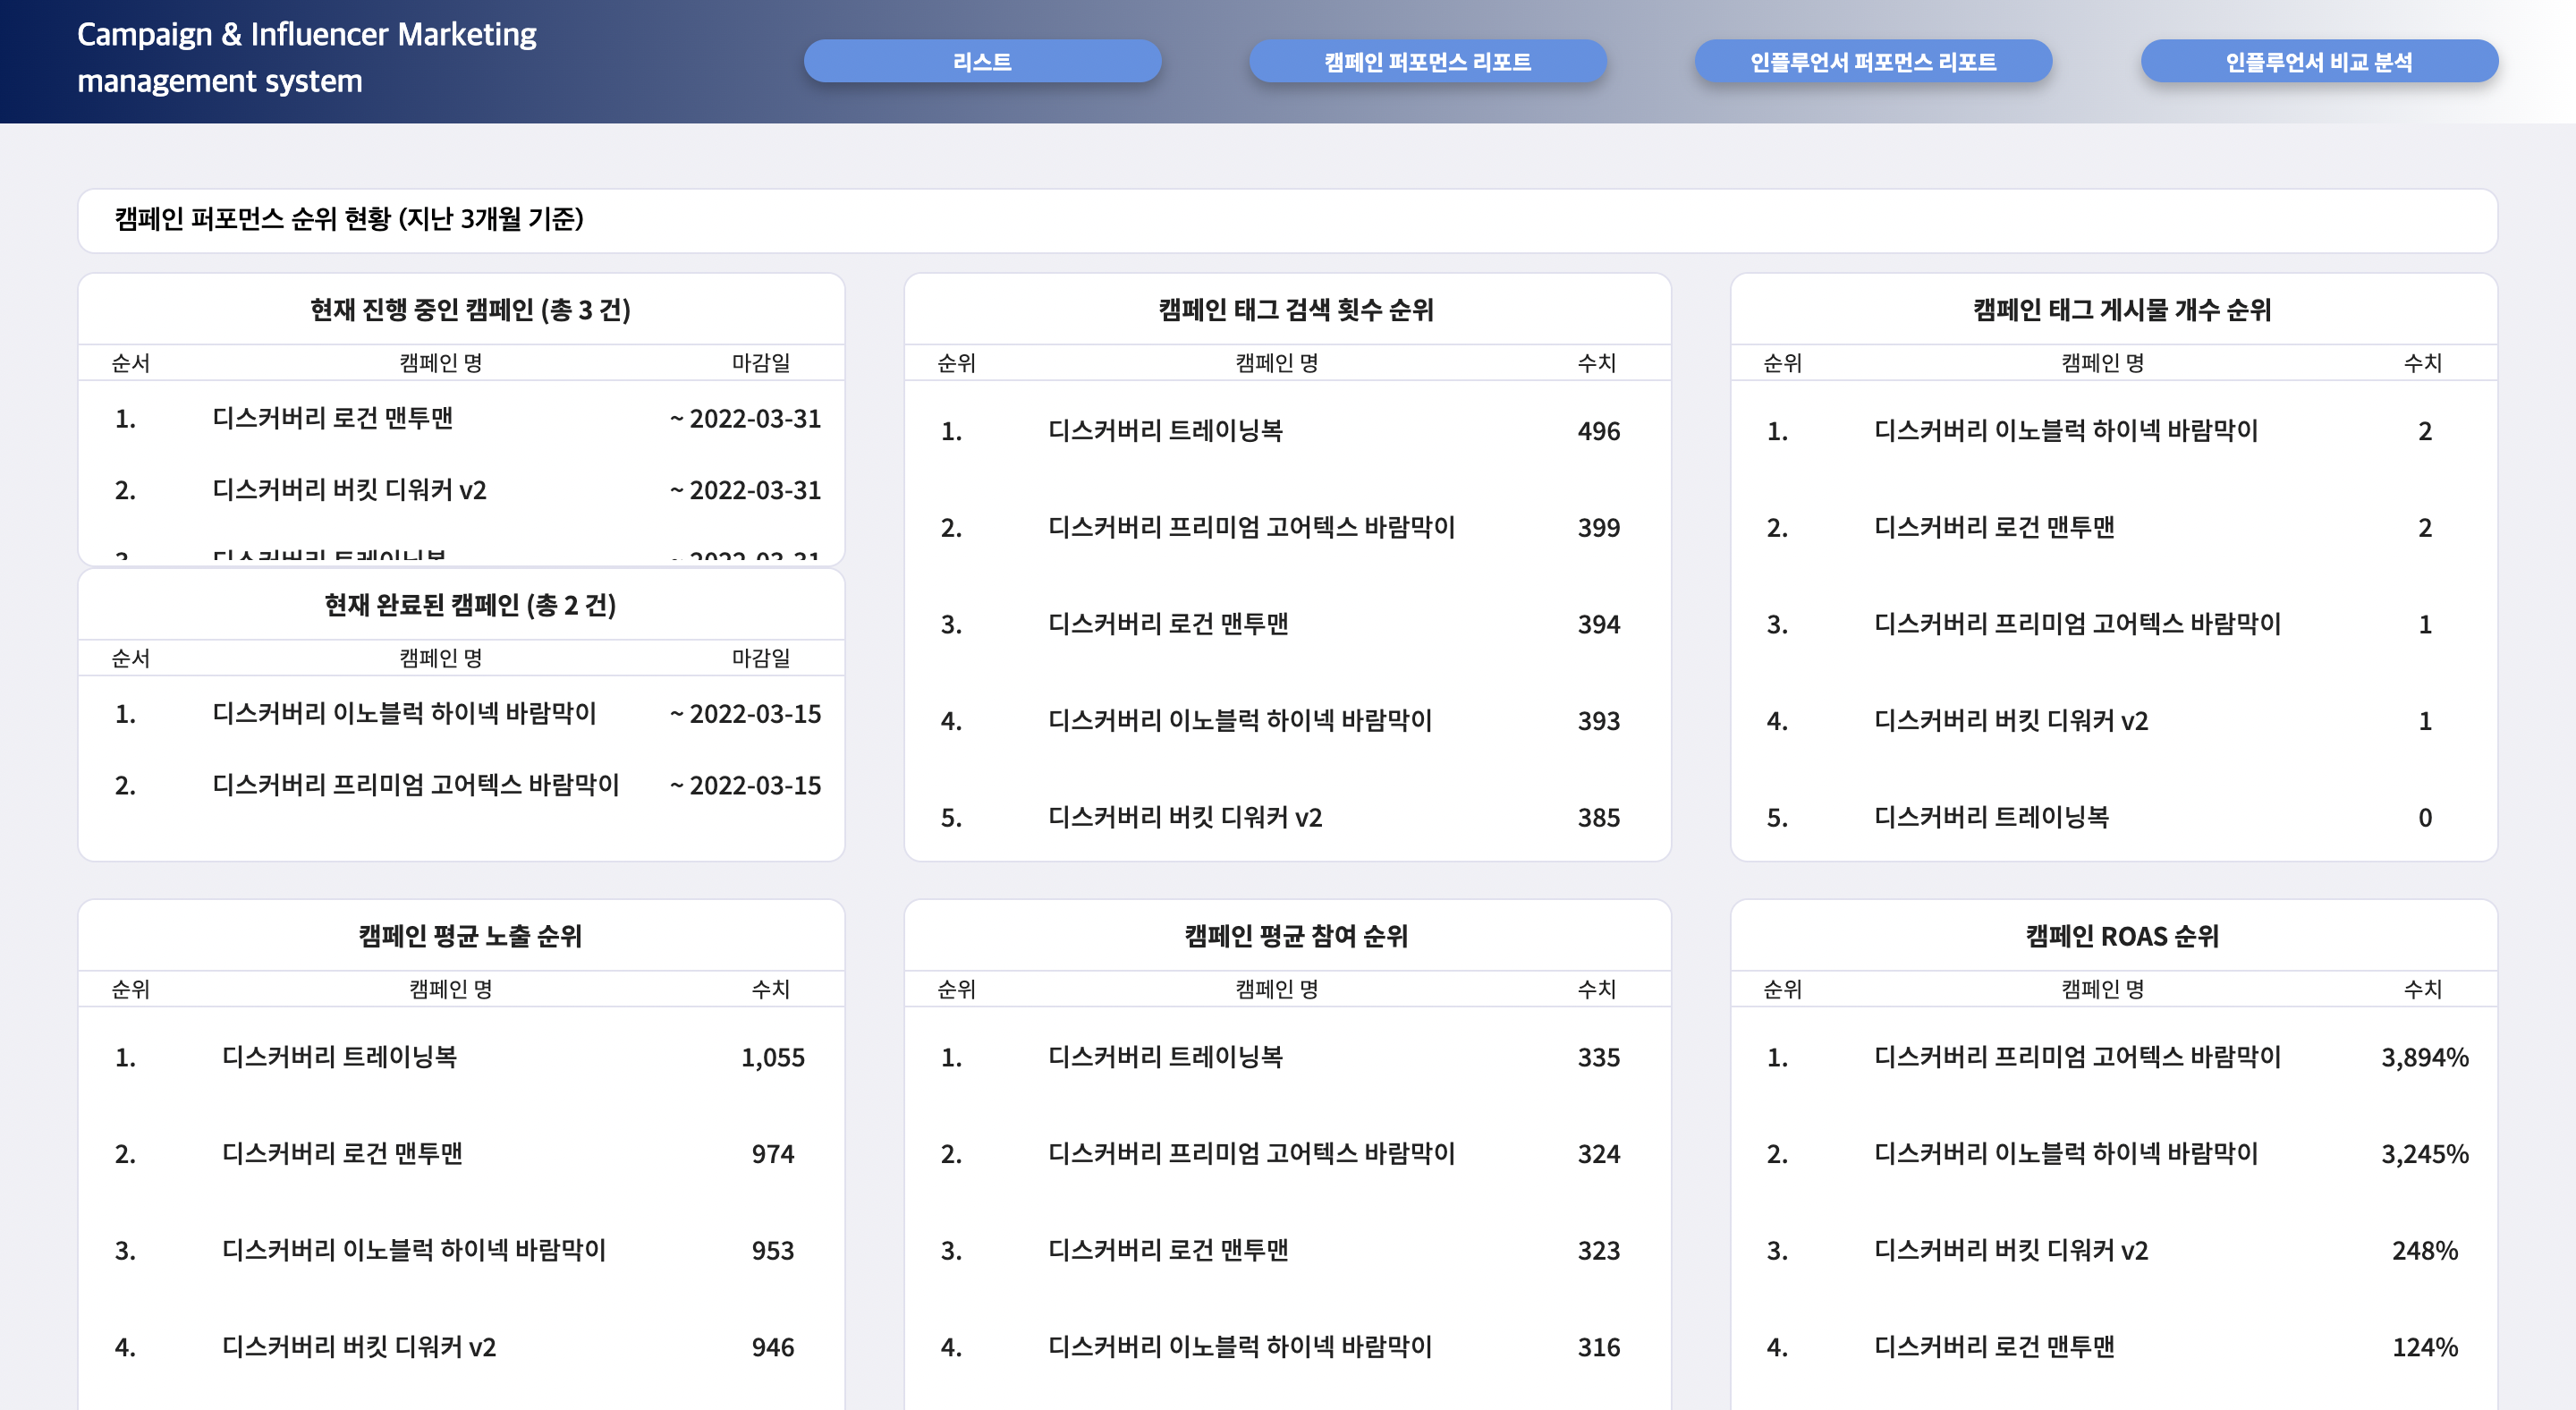 Campaign & Influencer Marketing
management system
리스트
캠페인 퍼포먼스 리포트
인플루언서 퍼포먼스 리포트
인플루언서 비교 분석
캠페인 퍼포먼스 순위 현황 (지난 3개월 기준)
현재 진행 중인 캠페인 (총 3 건)
순서 캠페인 명 마감일
1. 디스커버리 로건 맨투맨 ~ 2022-03-31
2. 디스커버리 버킷 디워커 v2 ~ 2022-03-31
3. 디스커버리 트레이닝복 ~ 2022-03-31
현재 완료된 캠페인 (총 2 건)
순서 캠페인 명 마감일
1. 디스커버리 이노블럭 하이넥 바람막이 ~ 2022-03-15
2. 디스커버리 프리미엄 고어텍스 바람막이 ~ 2022-03-15
캠페인 태그 검색 횟수 순위
순위 캠페인 명 수치
1. 디스커버리 트레이닝복 496
2. 디스커버리 프리미엄 고어텍스 바람막이 399
3. 디스커버리 로건 맨투맨 394
4. 디스커버리 이노블럭 하이넥 바람막이 393
5. 디스커버리 버킷 디워커 v2 385
캠페인 태그 게시물 개수 순위
순위 캠페인 명 수치
1. 디스커버리 이노블럭 하이넥 바람막이 2
2. 디스커버리 로건 맨투맨 2
3. 디스커버리 프리미엄 고어텍스 바람막이 1
4. 디스커버리 버킷 디워커 v2 1
5. 디스커버리 트레이닝복 0
캠페인 평균 노출 순위
순위 캠페인 명 수치
1. 디스커버리 트레이닝복 1,055
2. 디스커버리 로건 맨투맨 974
3. 디스커버리 이노블럭 하이넥 바람막이 953
4. 디스커버리 버킷 디워커 v2 946
캠페인 평균 참여 순위
순위 캠페인 명 수치
1. 디스커버리 트레이닝복 335
2. 디스커버리 프리미엄 고어텍스 바람막이 324
3. 디스커버리 로건 맨투맨 323
4. 디스커버리 이노블럭 하이넥 바람막이 316
캠페인 ROAS 순위
순위 캠페인 명 수치
1. 디스커버리 프리미엄 고어텍스 바람막이 3,894%
2. 디스커버리 이노블럭 하이넥 바람막이 3,245%
3. 디스커버리 버킷 디워커 v2 248%
4. 디스커버리 로건 맨투맨 124%